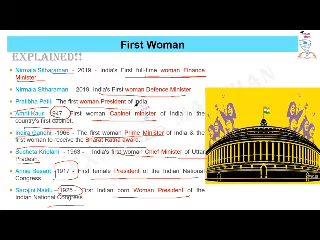 First Woman
EXPLAINED!!
Nirmala Sitharaman - 2019 - India's First full-time woman Finance
Minister
Nirmala Sitharaman 2019 India's First woman Defence Minister
Pratibha Patil The first woman President of India
Amrit Kaur 1947 First woman Cabinet minister of India in the
country's first cabinet.
Indira Gandhi -1966 - The first woman Prime Minister of India & the
first woman to receive the Bharat Ratna award.
Sucheta Kriplani - 1963 - India's first woman Chief Minister of Uttar
Pradesh.
Annie Besant 1917 - First female President of the Indian National
Congress
Sarojini Naidu 1925 - First Indian born Woman President of the
Indian National Congress